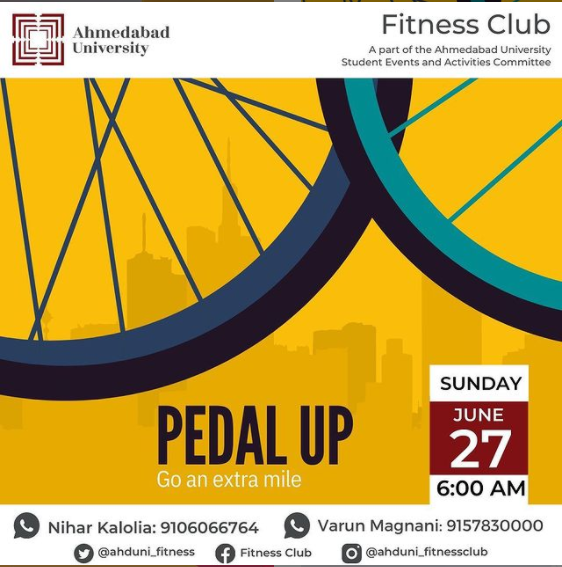 Ahmedabad
University
Fitness Club
A part of the Ahmedabad University
Student Events and Activities Committee
PEDAL UP
Go an extra mile
SUNDAY
JUNE
27
6:00 AM
Nihar Kalolia: 9106066764
Varun Magnani: 9157830000
@ahduni_fitness
Fitness Club
@ahduni_fitnessclub